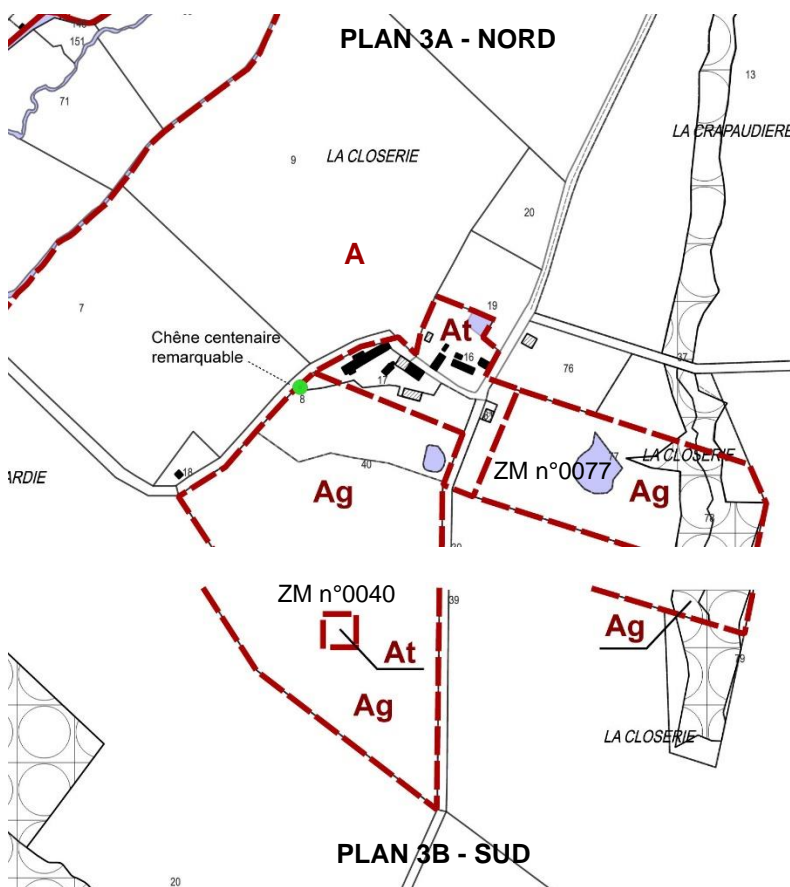 PLAN 3A - NORD
151
71
13
LA CRAPAUDIERE
9
LA CLOSERIE
20
A
7
19
At
Chêne centenaire
remarquable
16
17
37
76
8
18
40
LA CLOSERIE
77
ARDIE
ZM n°0077
Ag
Ag
78
ZM n°0040
39
At
Ag
Ag
79
LA CLOSERIE
PLAN 3B - SUD
20